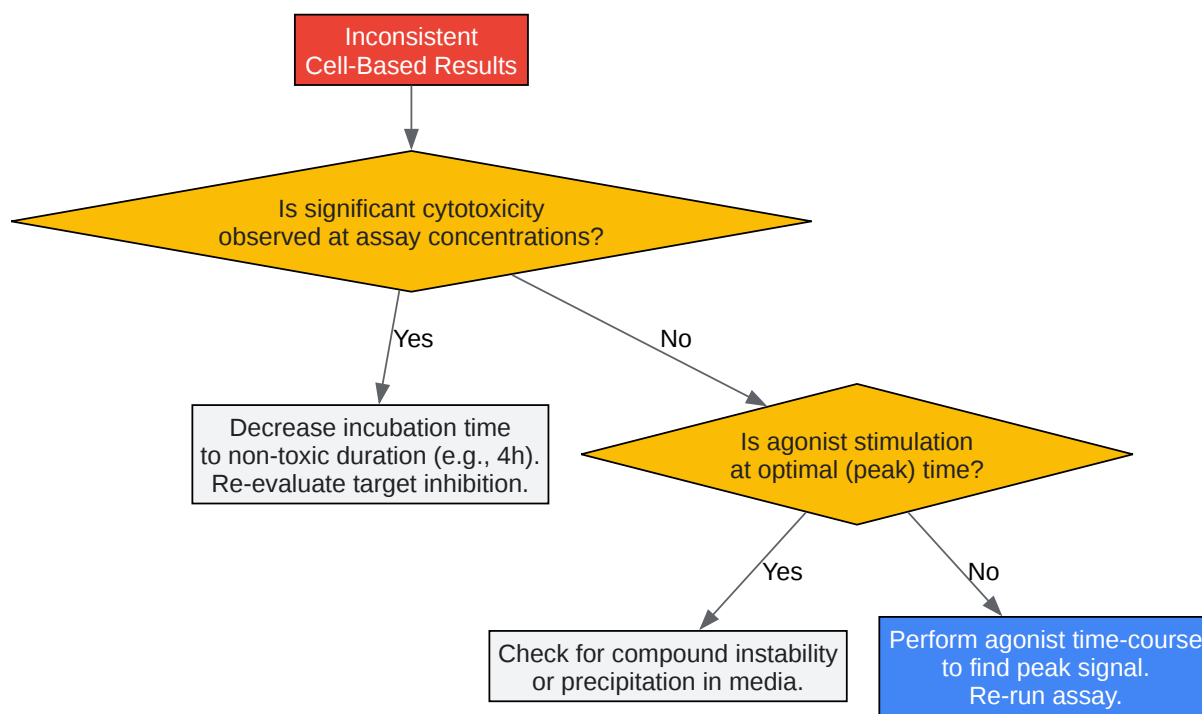 Inconsistent
Cell-Based Results
Is significant cytotoxicity
observed at assay concentrations?
Yes
No
Decrease incubation time
to non-toxic duration (e.g., 4h).
Re-evaluate target inhibition.
Is agonist stimulation
at optimal (peak) time?
Yes
No
Check for compound instability
or precipitation in media.
Perform agonist time-course
to find peak signal.
Re-run assay.